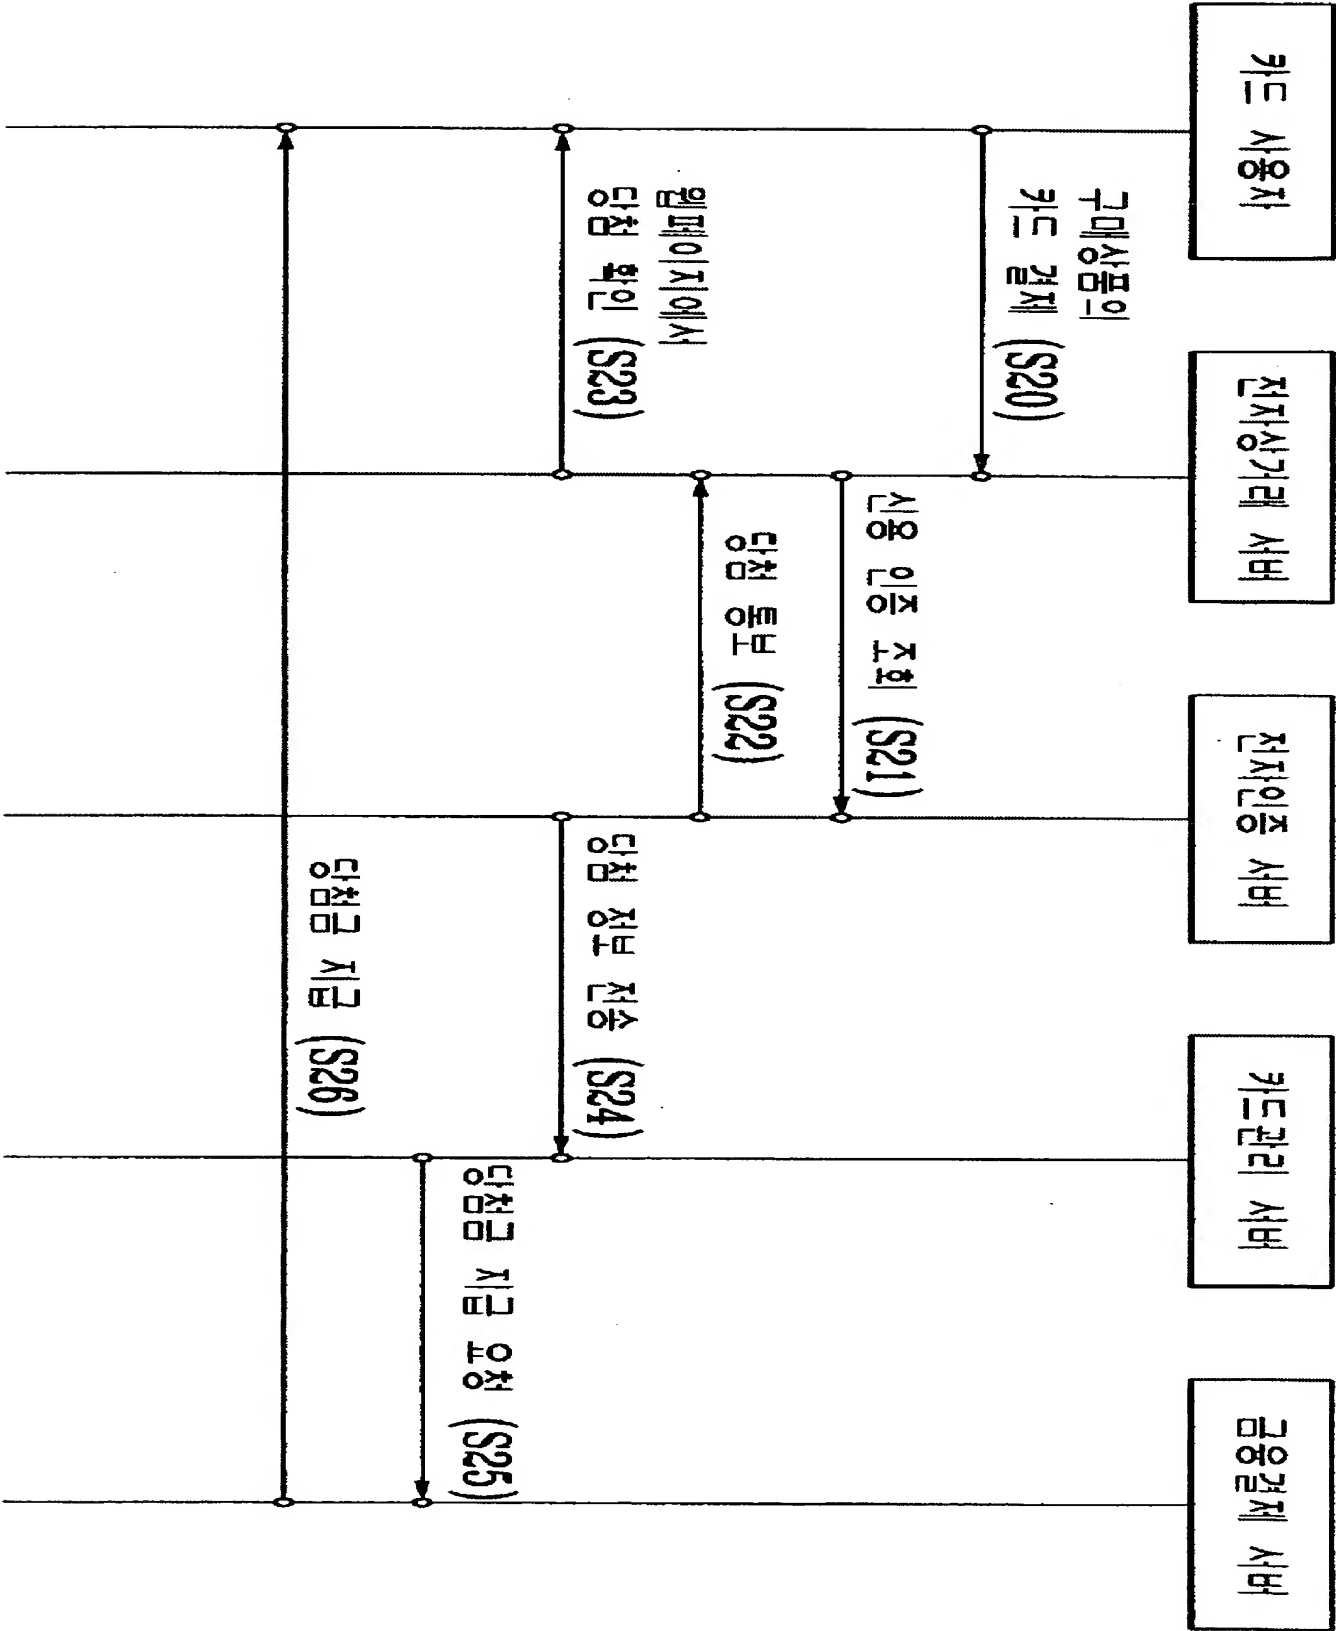 카드 사용자
전자상거래 서버
전자인증 서버
카드관리 서버
금융결제 서버
구매상품의
카드 결제 (S20)
신용 인증 조회 (S21)
당첨 통보 (S22)
웹페이지에서
당첨 확인 (S23)
당첨 정보 전송 (S24)
당첨금 지급 요청 (S25)
당첨금 지급 (S26)